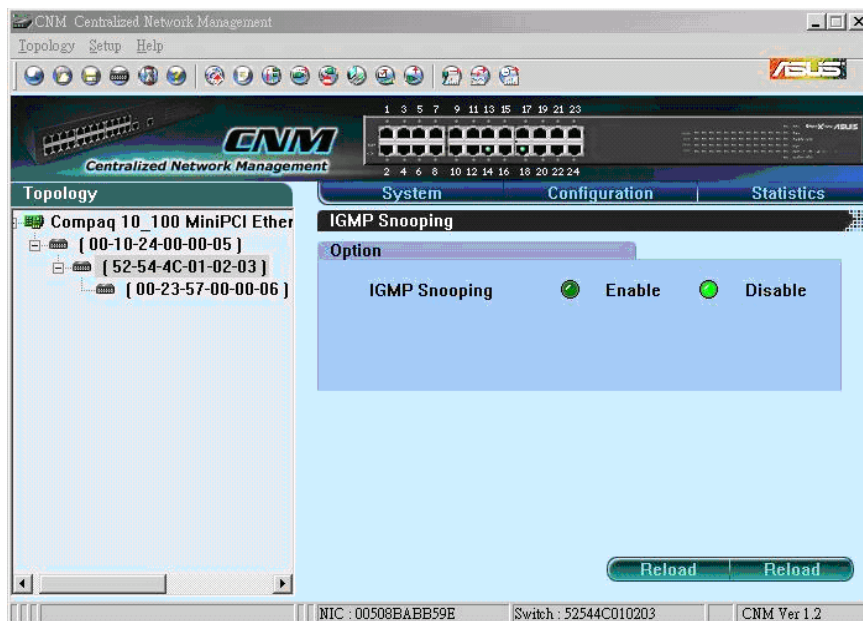 CNM Centralized Network Management
Topology Setup Help
ASUS
CNM
Centralized Network Management
1 3 5 7 9 11 13 15 17 19 21 23
2 4 6 8 10 12 14 16 18 20 22 24
ASUS
Topology
System Configuration Statistics
Compaq 10_100 MiniPCI Ether
( 00-10-24-00-00-05 )
( 52-54-4C-01-02-03 )
( 00-23-57-00-00-06 )
IGMP Snooping
Option
IGMP Snooping Enable Disable
Reload Reload
NIC : 00508BABB59E Switch : 52544C010203 CNM Ver 1.2